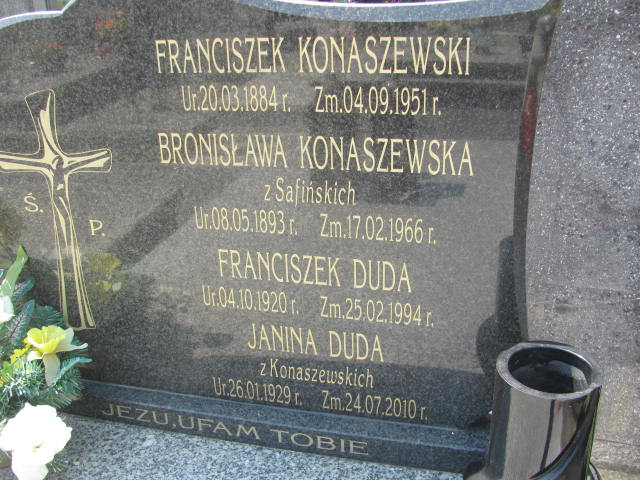 FRANCISZEK KONASZEWSKI
Ur.20.03.1884 r. Zm.04.09.1951 r.
BRONISŁAWA KONASZEWSKA
z Safińskich
Ur.08.05.1893 r. Zm.17.02.1966 r.
Ś. P.
FRANCISZEK DUDA
Ur.04.10.1920 r. Zm.25.02.1994 r.
JANINA DUDA
z Konaszewskich
Ur.26.01.1929 r. Zm.24.07.2010 r.
JEZU, UFAM TOBIE